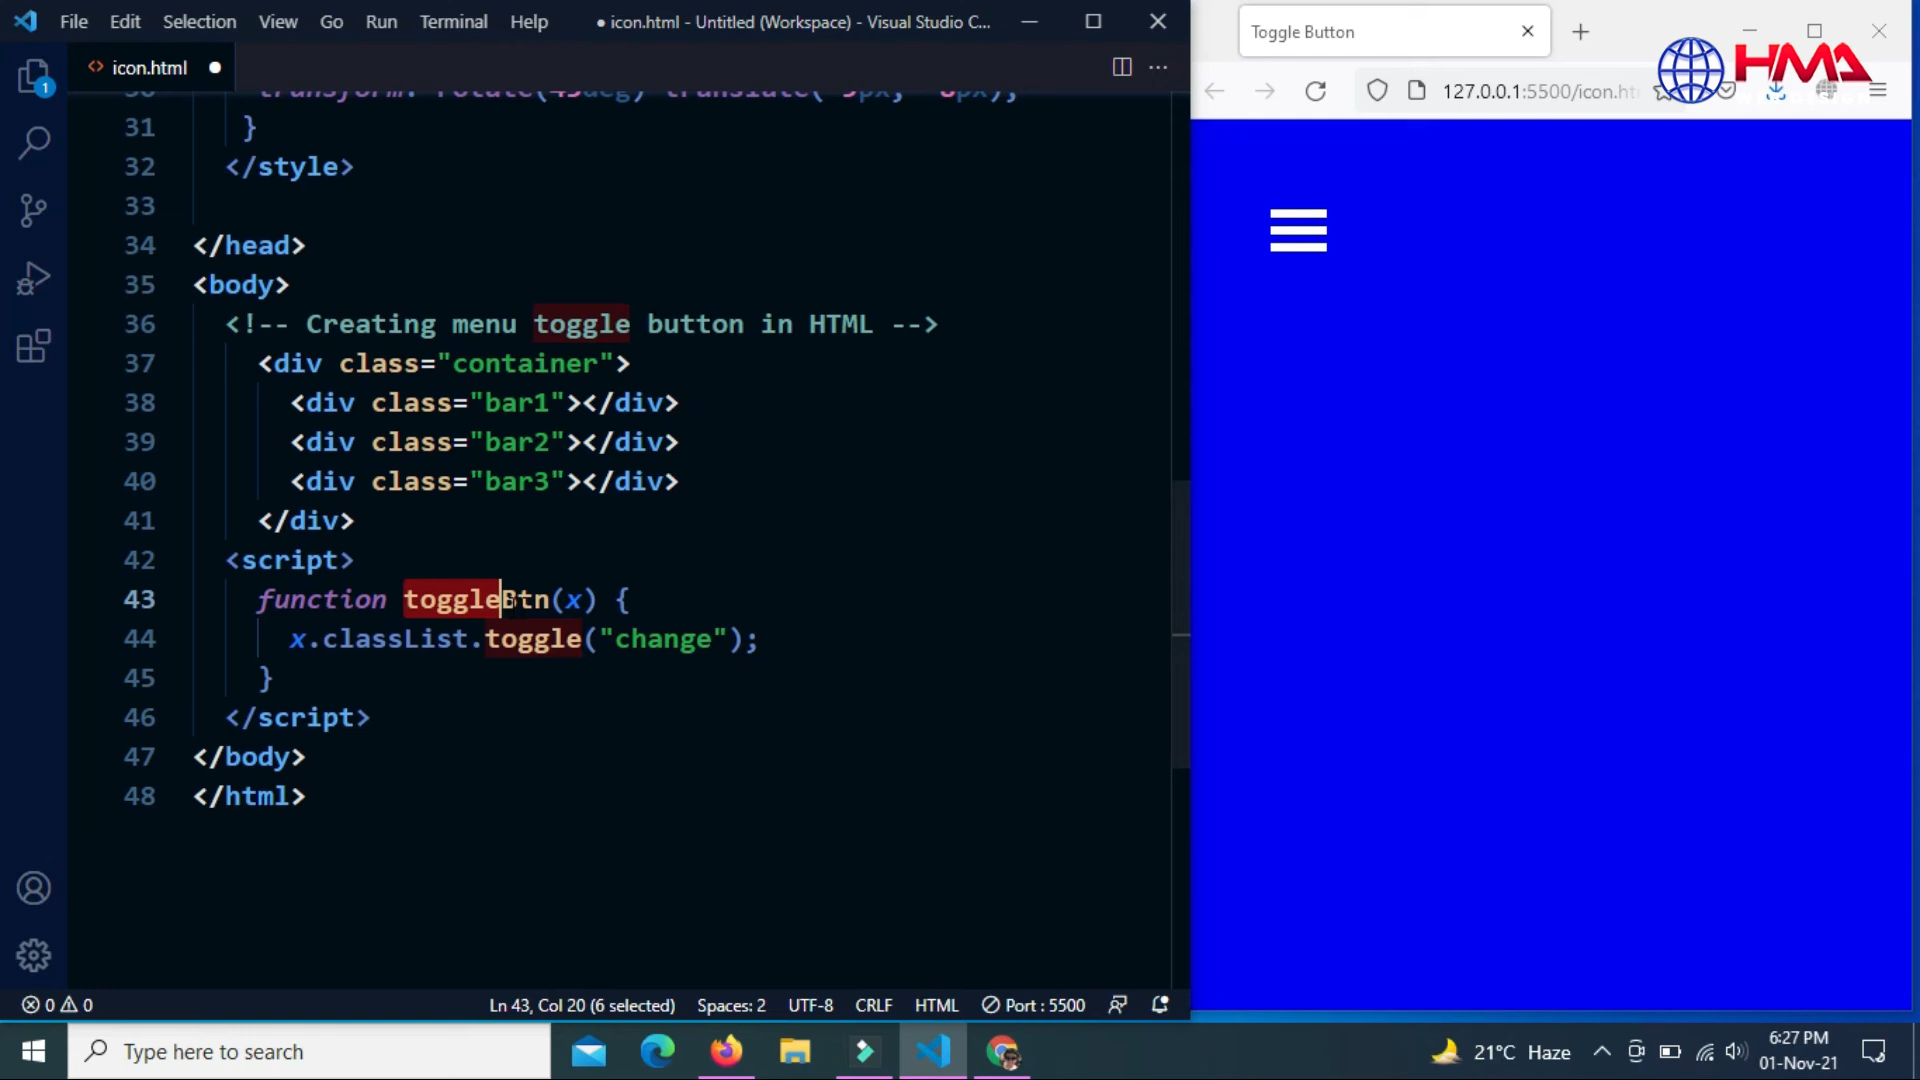 File Edit Selection View Go Run Terminal Help
● icon.html - Untitled (Workspace) - Visual Studio C...
<> icon.html ●
1
transform: rotate(45deg) translate(
31 }
32 </style>
33
34 </head>
35 <body>
36 <!-- Creating menu toggle button in HTML -->
37 <div class="container">
38 <div class="bar1"></div>
39 <div class="bar2"></div>
40 <div class="bar3"></div>
41 </div>
42 <script>
43 function toggleBtn(x) {
44 x.classList.toggle("change");
45 }
46 </script>
47 </body>
48 </html>
0 0
Ln 43, Col 20 (6 selected) Spaces: 2 UTF-8 CRLF HTML Port : 5500
Toggle Button
127.0.0.1:5500/icon.ht
HMA
Type here to search
21°C Haze
6:27 PM
01-Nov-21